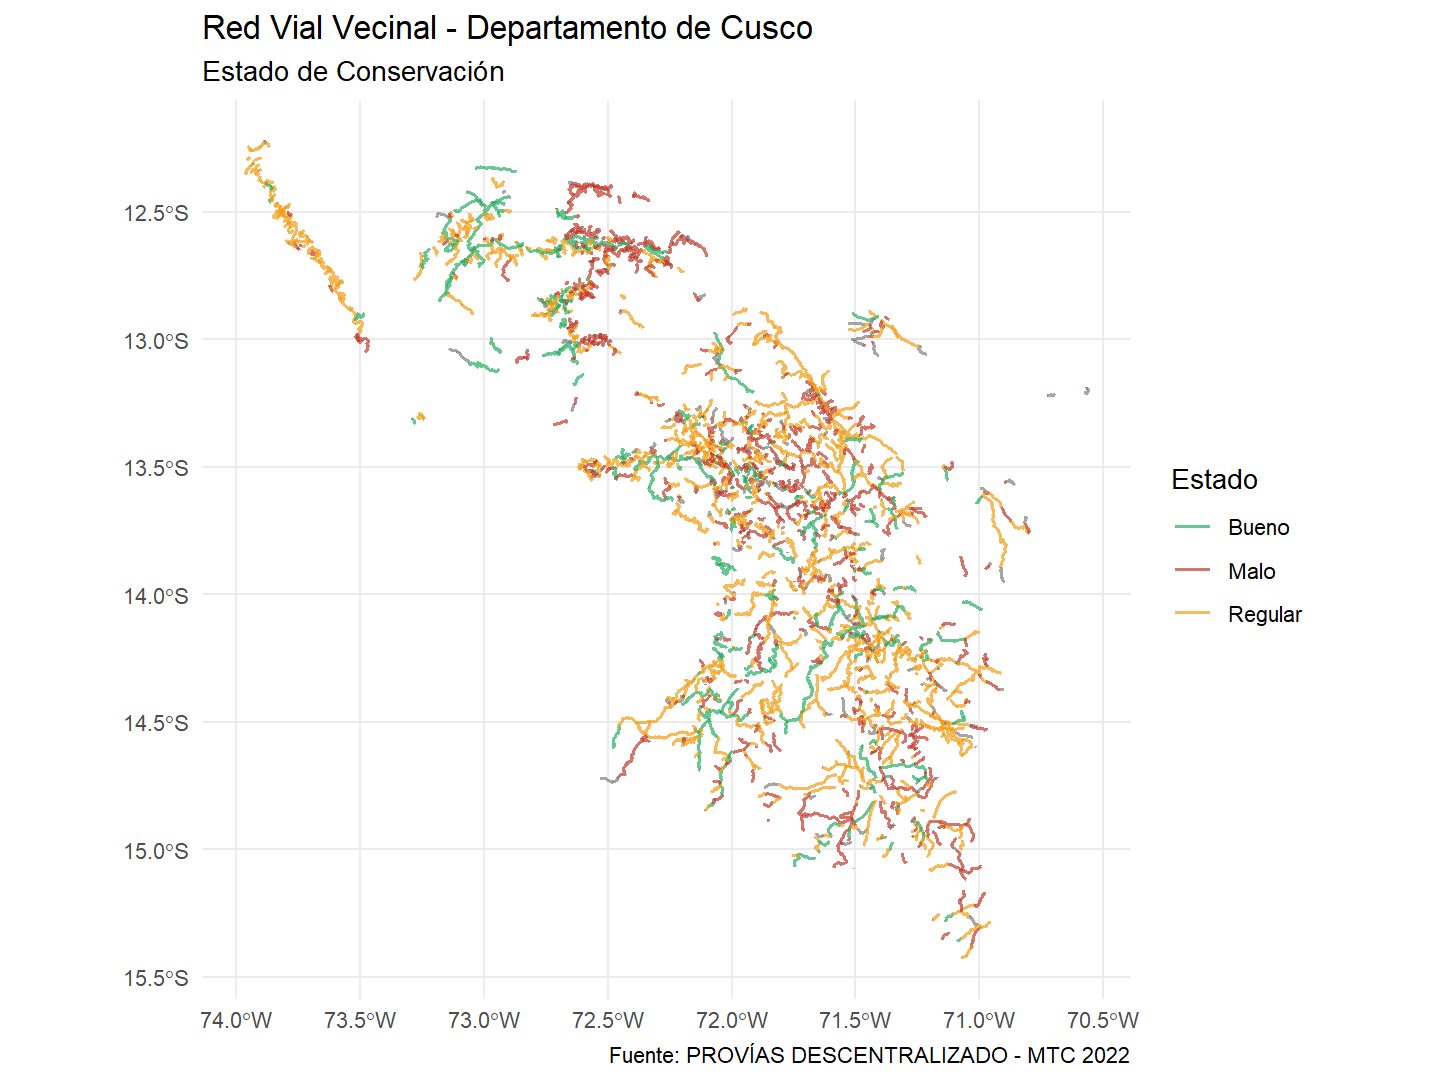 Red Vial Vecinal - Departamento de Cusco
Estado de Conservación
12.5°S
13.0°S
13.5°S
14.0°S
14.5°S
15.0°S
15.5°S
74.0°W 73.5°W 73.0°W 72.5°W 72.0°W 71.5°W 71.0°W 70.5°W
Estado
Bueno
Malo
Regular
Fuente: PROVÍAS DESCENTRALIZADO - MTC 2022